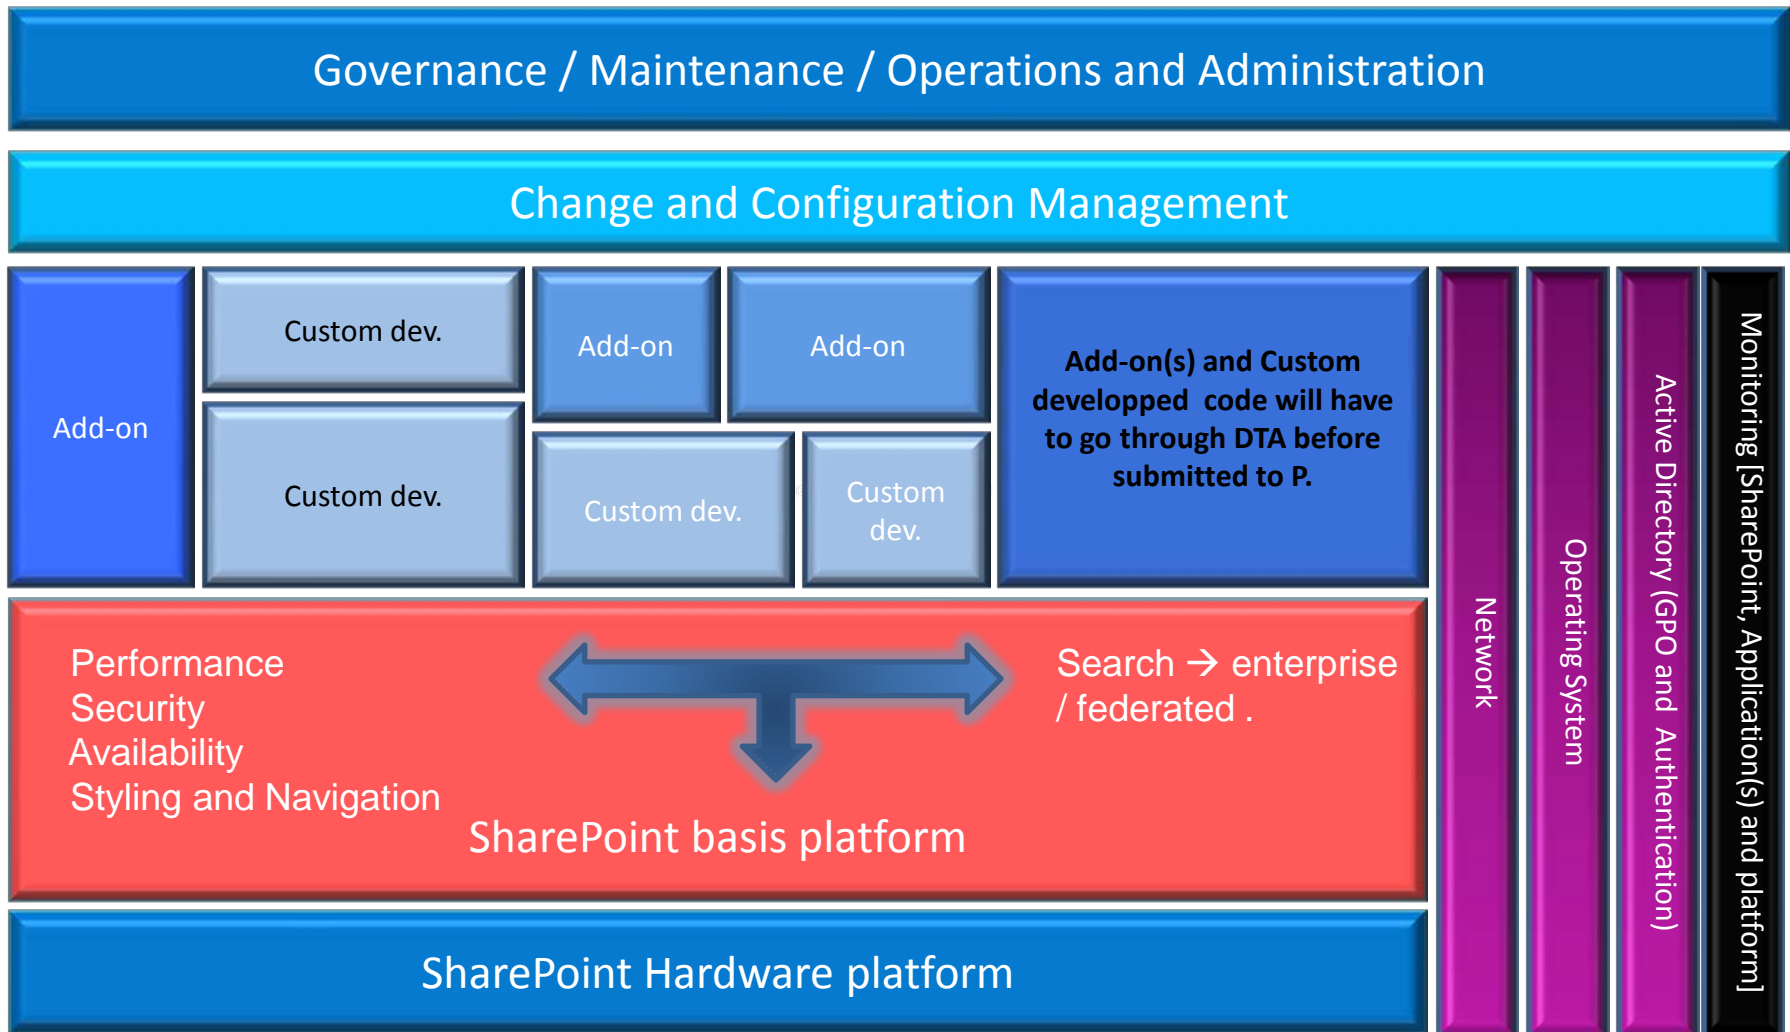 Governance / Maintenance / Operations and Administration
Change and Configuration Management
Add-on
Custom dev.
Custom dev.
Add-on
Add-on
Custom dev.
Custom
dev.
Add-on(s) and Custom
developped  code will have
to go through DTA before
submitted to P.
Performance
Security
Availability
Styling and Navigation
Search → enterprise
/ federated .
SharePoint basis platform
SharePoint Hardware platform
Network
Operating System
Active Directory (GPO and  Authentication)
Monitoring [SharePoint, Application(s) and platform]